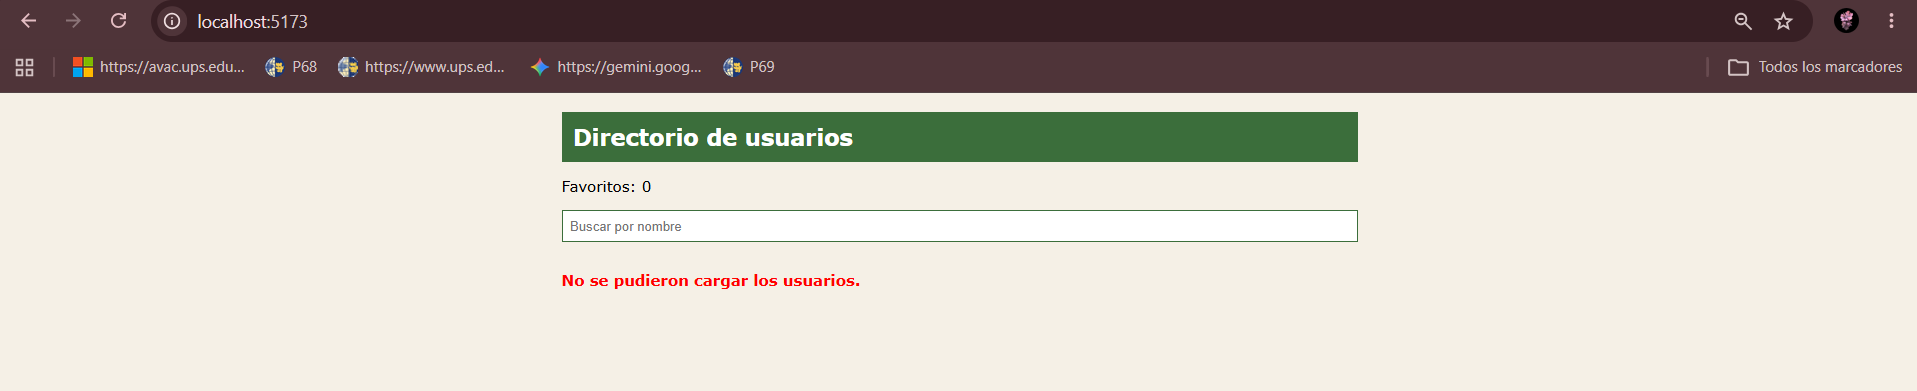 localhost:5173
https://avac.ups.edu... P68 https://www.ups.ed... https://gemini.goog... P69 Todos los marcadores
Directorio de usuarios
Favoritos: 0
Buscar por nombre
No se pudieron cargar los usuarios.